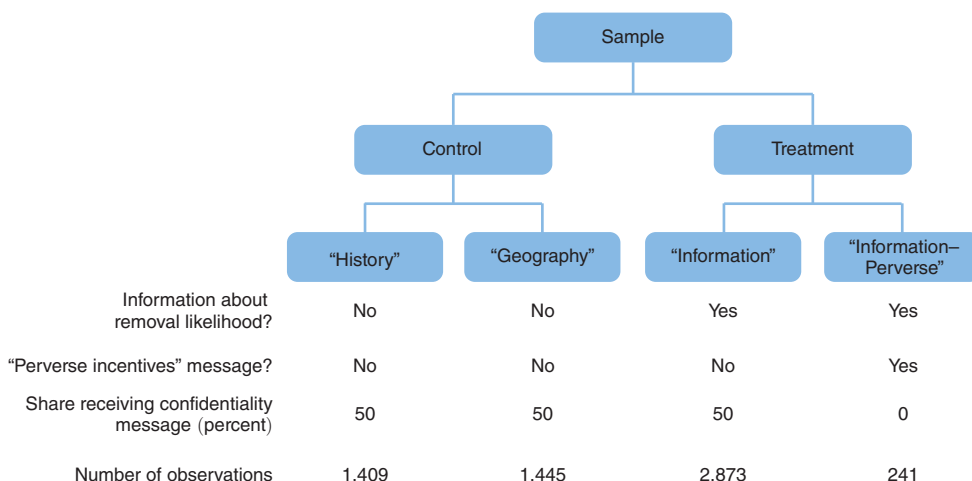 Sample
Control
Treatment
“History”
“Geography”
“Information”
“Information–
Perverse”
Information about
removal likelihood?
No
No
Yes
Yes
“Perverse incentives” message?
No
No
No
Yes
Share receiving confidentiality
message (percent)
50
50
50
0
Number of observations
1,409
1,445
2,873
241